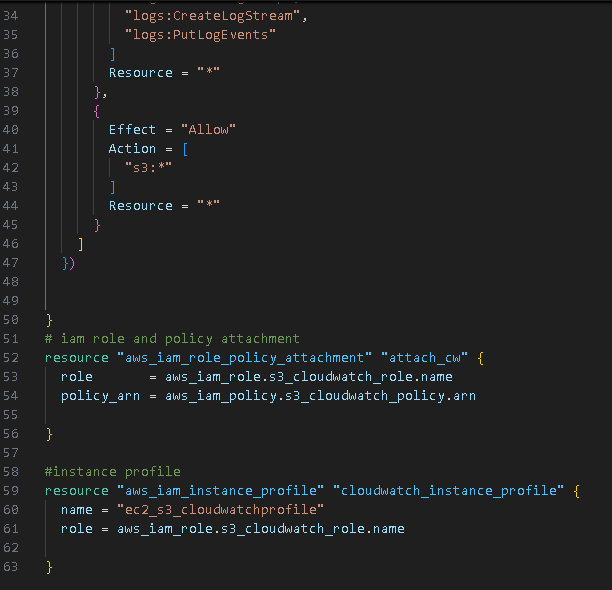 34 "logs:CreateLogStream",
35 "logs:PutLogEvents"
36 ]
37 Resource = "*"
38 },
39 {
40 Effect = "Allow"
41 Action = [
42 "s3:*"
43 ]
44 Resource = "*"
45 }
46 ]
47 })
48
49
50 }
51 # iam role and policy attachment
52 resource "aws_iam_role_policy_attachment" "attach_cw" {
53 role = aws_iam_role.s3_cloudwatch_role.name
54 policy_arn = aws_iam_policy.s3_cloudwatch_policy.arn
55
56 }
57
58 #instance profile
59 resource "aws_iam_instance_profile" "cloudwatch_instance_profile" {
60 name = "ec2_s3_cloudwatchprofile"
61 role = aws_iam_role.s3_cloudwatch_role.name
62
63 }